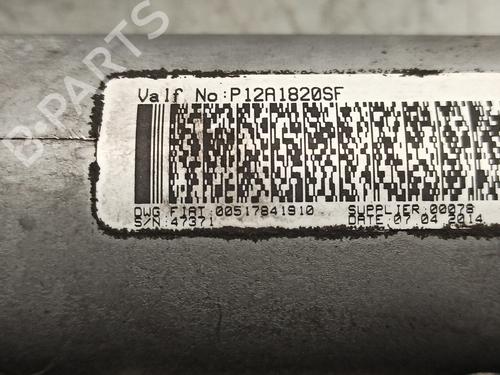 Valf No:P12A1820SF
DWG FIAT 00517841910
SUPPLIER:00078
S/N:47371
DATE:07.04.2014
B-PARTS